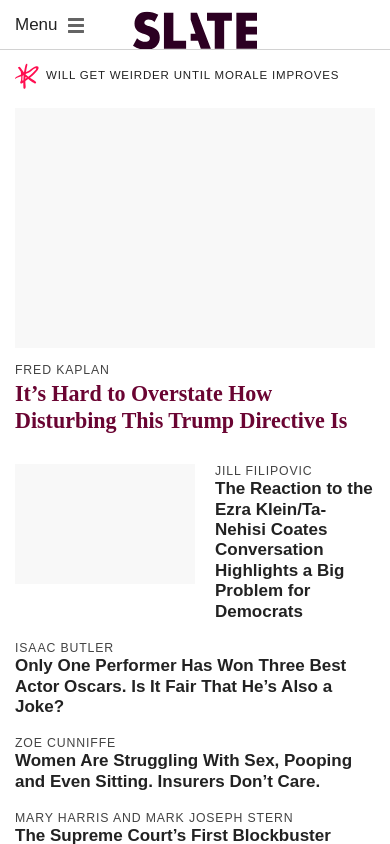 Menu
SLATE
WILL GET WEIRDER UNTIL MORALE IMPROVES
FRED KAPLAN
It’s Hard to Overstate How
Disturbing This Trump Directive Is
JILL FILIPOVIC
The Reaction to the
Ezra Klein/Ta-
Nehisi Coates
Conversation
Highlights a Big
Problem for
Democrats
ISAAC BUTLER
Only One Performer Has Won Three Best
Actor Oscars. Is It Fair That He’s Also a
Joke?
ZOE CUNNIFFE
Women Are Struggling With Sex, Pooping
and Even Sitting. Insurers Don’t Care.
MARY HARRIS AND MARK JOSEPH STERN
The Supreme Court’s First Blockbuster